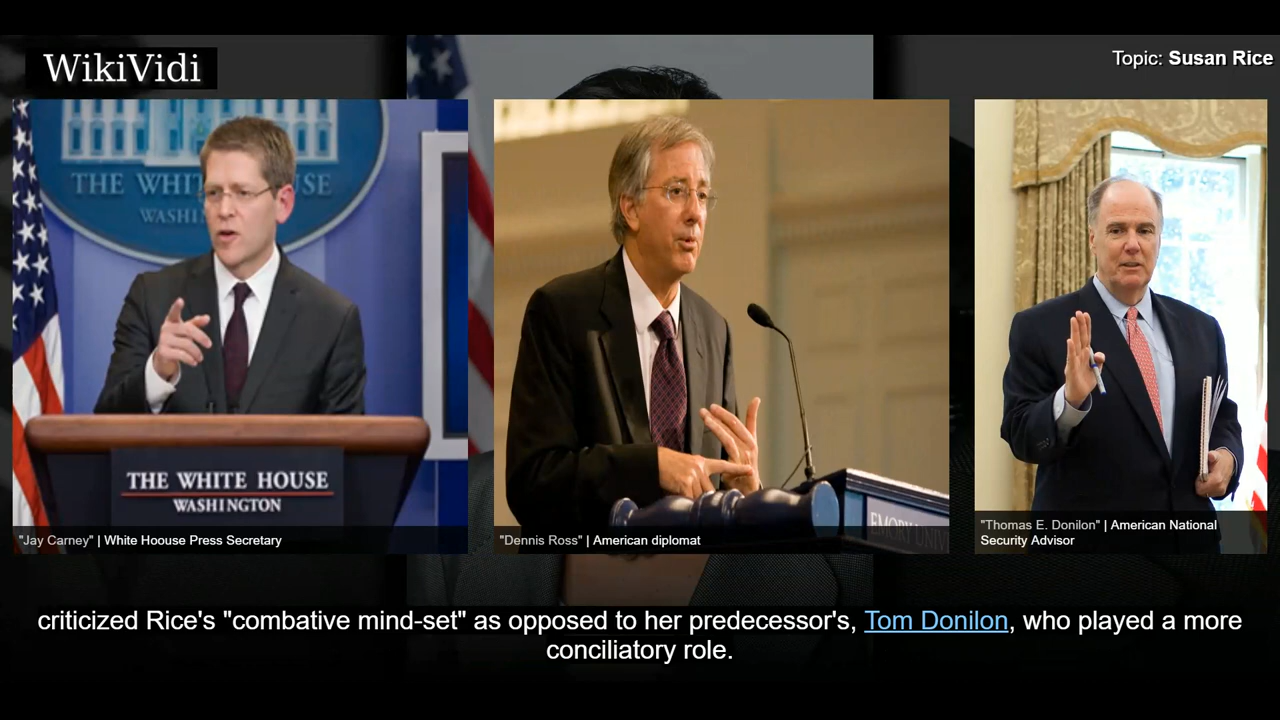 WikiVidi
Topic: Susan Rice
THE WHITE HOUSE
WASHINGTON
THE WHITE HOUSE
WASHINGTON
"Jay Carney" | White Hoouse Press Secretary
"Dennis Ross" | American diplomat
"Thomas E. Donilon" | American National
Security Advisor
criticized Rice's "combative mind-set" as opposed to her predecessor's, Tom Donilon, who played a more
conciliatory role.